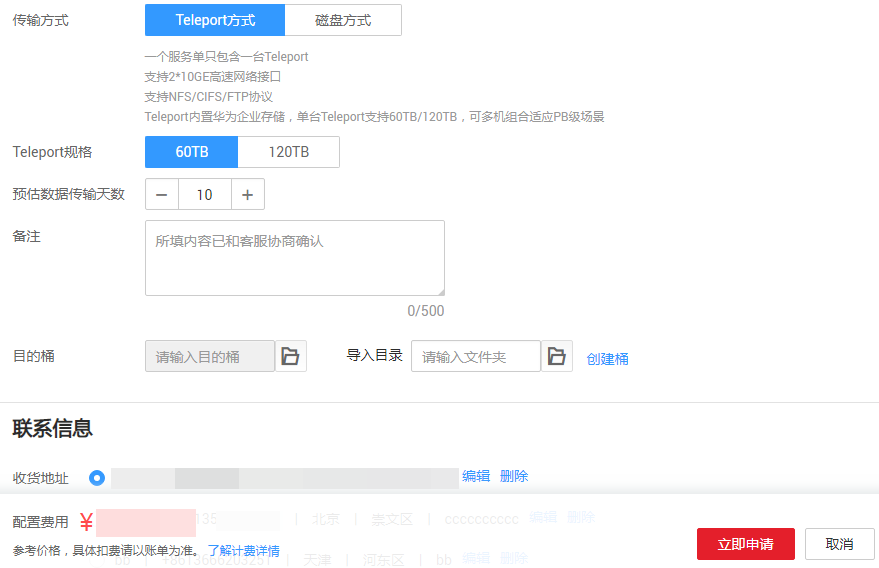 传输方式 Teleport方式 磁盘方式
一个服务单只包含一台Teleport
支持2*10GE高速网络接口
支持NFS/CIFS/FTP协议
Teleport内置华为企业存储，单台Teleport支持60TB/120TB，可多机组合适应PB级场景
Teleport规格 60TB 120TB
预估数据传输天数 − 10 +
备注 所填内容已和客服协商确认
0/500
目的桶 请输入目的桶 导入目录 请输入文件夹 创建桶
联系信息
收货地址 编辑 删除
配置费用 ¥ 135 | 北京 | 崇文区 | cccccccccc 编辑 删除
参考价格，具体扣费请以账单为准。 了解计费详情 | 天津 | 河东区 | bb 编辑 删除
立即申请 取消